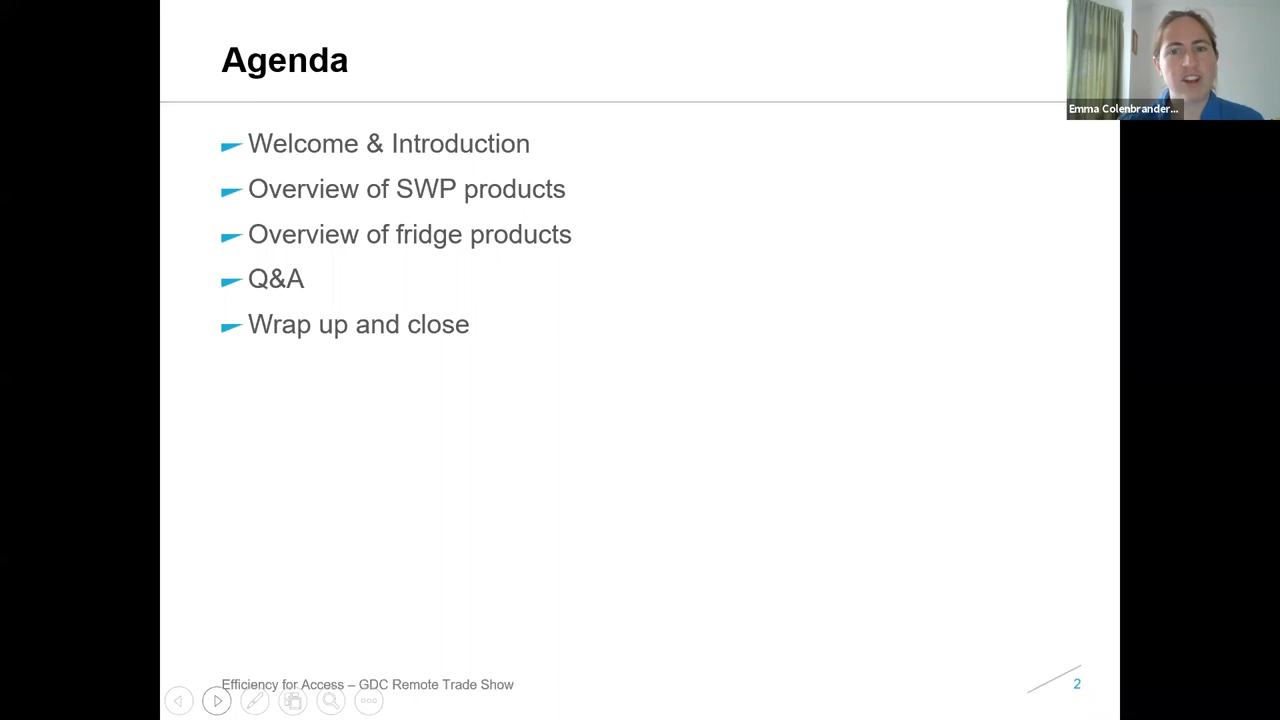 Agenda
Emma Colenbrander...
Welcome & Introduction
Overview of SWP products
Overview of fridge products
Q&A
Wrap up and close
Efficiency for Access – GDC Remote Trade Show
2